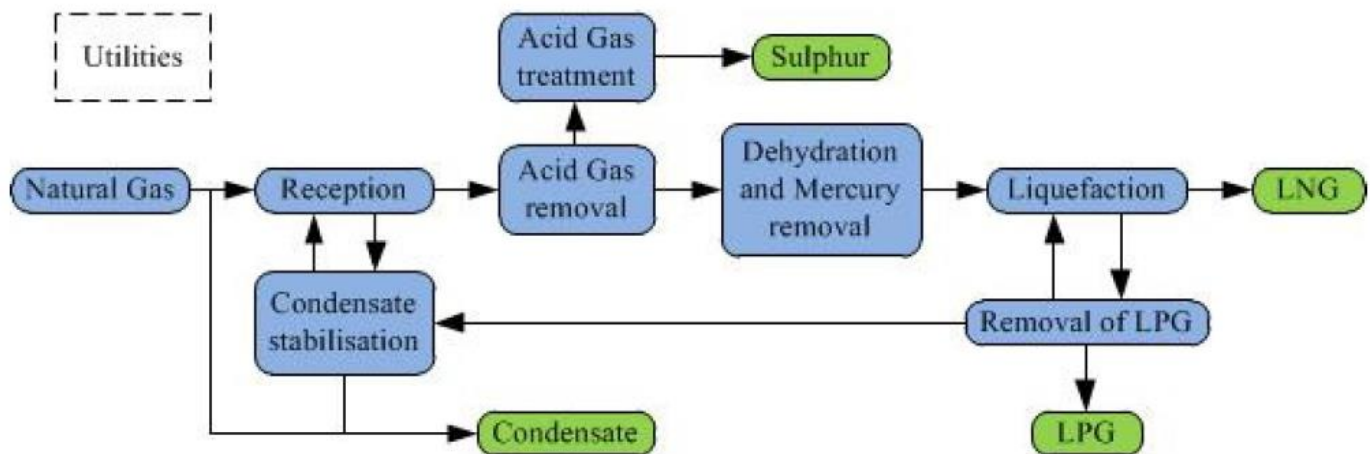 Utilities
Acid Gas
treatment
Sulphur
Natural Gas
Reception
Acid Gas
removal
Dehydration
and Mercury
removal
Liquefaction
LNG
Condensate
stabilisation
Removal of LPG
Condensate
LPG